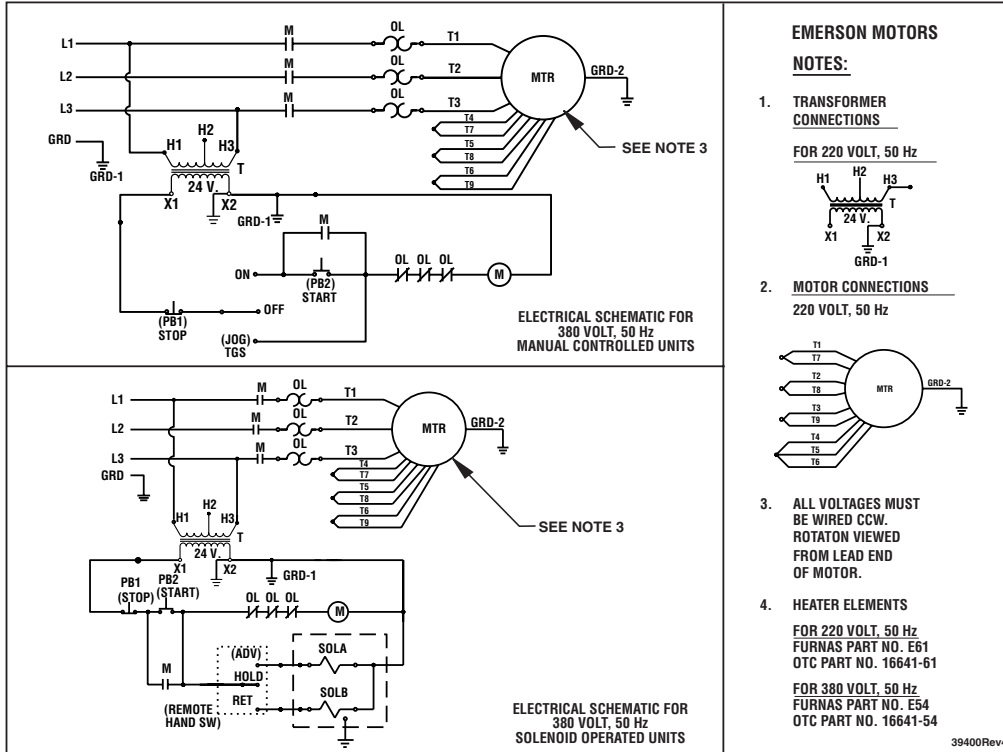 L1
M
OL
T1
L2
M
OL
T2
MTR
GRD-2
L3
M
OL
T3
T4
T7
T5
T8
T6
T9
SEE NOTE 3
GRD
GRD-1
H1
H2
H3
T
24 V.
X1
X2
GRD-1
M
ON
(PB2)
START
OL OL OL
M
(PB1)
STOP
OFF
(JOG)
TGS
ELECTRICAL SCHEMATIC FOR
380 VOLT, 50 Hz
MANUAL CONTROLLED UNITS
L1
M
OL
T1
L2
M
OL
T2
MTR
GRD-2
L3
M
OL
T3
T4
T7
T5
T8
T6
T9
SEE NOTE 3
GRD
H1
H2
H3
T
24 V.
X1
X2
GRD-1
PB1
(STOP)
PB2
(START)
OL OL OL
M
M
(ADV)
HOLD
RET
(REMOTE
HAND SW)
SOLA
SOLB
ELECTRICAL SCHEMATIC FOR
380 VOLT, 50 Hz
SOLENOID OPERATED UNITS
EMERSON MOTORS
NOTES:
1. TRANSFORMER
CONNECTIONS
FOR 220 VOLT, 50 Hz
H1
H2
H3
T
24 V.
X1
X2
GRD-1
2. MOTOR CONNECTIONS
220 VOLT, 50 Hz
T1
T7
T2
T8
T3
T9
T4
T5
T6
MTR
GRD-2
3. ALL VOLTAGES MUST
BE WIRED CCW.
ROTATON VIEWED
FROM LEAD END
OF MOTOR.
4. HEATER ELEMENTS
FOR 220 VOLT, 50 Hz
FURNAS PART NO. E61
OTC PART NO. 16641-61
FOR 380 VOLT, 50 Hz
FURNAS PART NO. E54
OTC PART NO. 16641-54